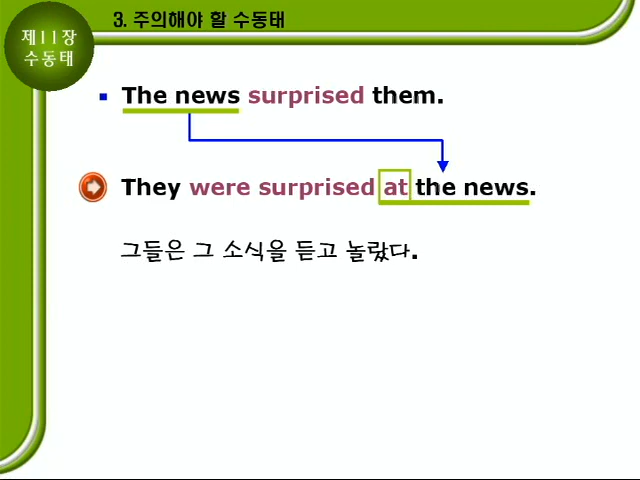 제11장
수동태
3. 주의해야 할 수동태
The news surprised them.
They were surprised at the news.
그들은 그 소식을 듣고 놀랐다.